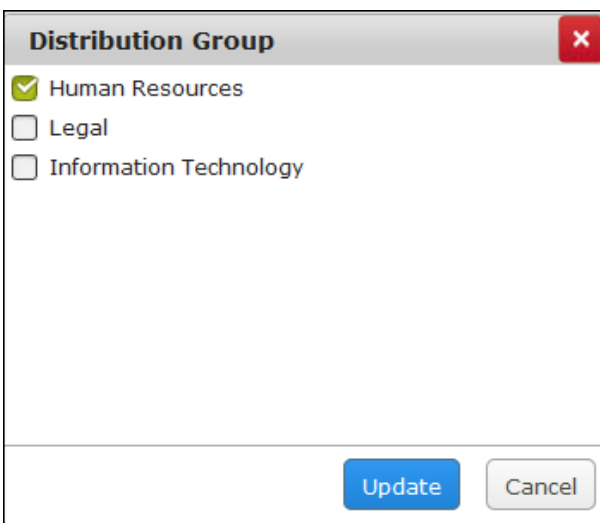 Distribution Group
Human Resources
Legal
Information Technology
Update Cancel